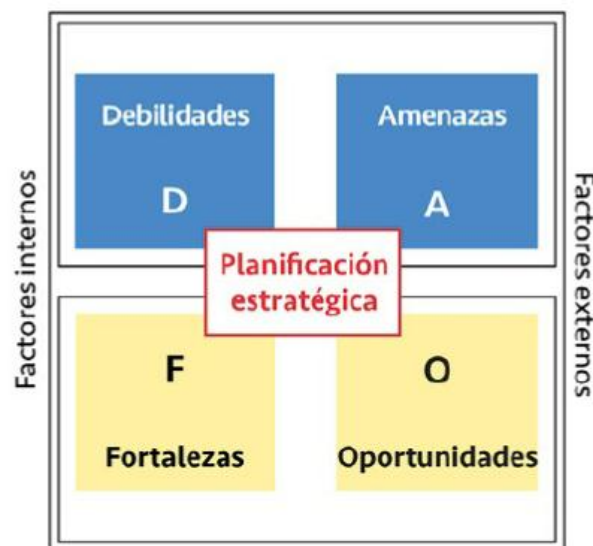 Debilidades
Amenazas
D
A
Factores internos
Factores externos
Planificación
estratégica
F
O
Fortalezas
Oportunidades